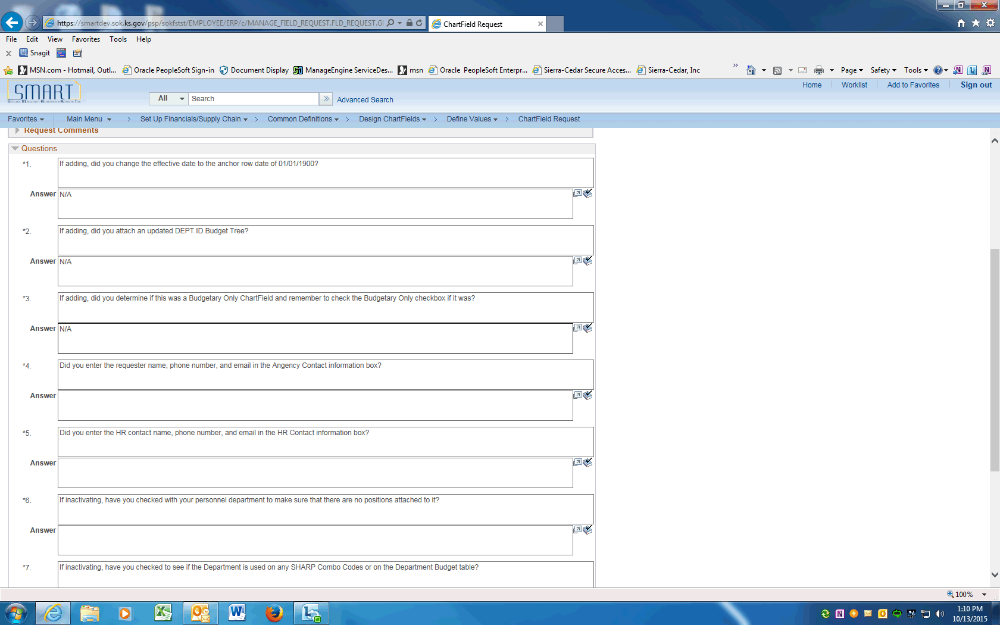 https://smartdev.sok.ks.gov/psp/sokfstst/EMPLOYEE/ERP/c/MANAGE_FIELD_REQUEST.FLD_REQUEST.GI
ChartField Request
File Edit View Favorites Tools Help
x Snagit
MSN.com - Hotmail, Outl... Oracle PeopleSoft Sign-in Document Display ManageEngine ServiceDes... msn Oracle PeopleSoft Enterpr... Sierra-Cedar Secure Acces... Sierra-Cedar, Inc
Page Safety Tools
SMART
All Search Advanced Search
Home Worklist Add to Favorites Sign out
Favorites Main Menu > Set Up Financials/Supply Chain > Common Definitions > Design ChartFields > Define Values > ChartField Request
Request Comments
Questions
*1. If adding, did you change the effective date to the anchor row date of 01/01/1900?
Answer N/A
*2. If adding, did you attach an updated DEPT ID Budget Tree?
Answer N/A
*3. If adding, did you determine if this was a Budgetary Only ChartField and remember to check the Budgetary Only checkbox if it was?
Answer N/A
*4. Did you enter the requester name, phone number, and email in the Angency Contact information box?
Answer
*5. Did you enter the HR contact name, phone number, and email in the HR Contact information box?
Answer
*6. If inactivating, have you checked with your personnel department to make sure that there are no positions attached to it?
Answer
*7. If inactivating, have you checked to see if the Department is used on any SHARP Combo Codes or on the Department Budget table?
100%
1:10 PM
10/13/2015